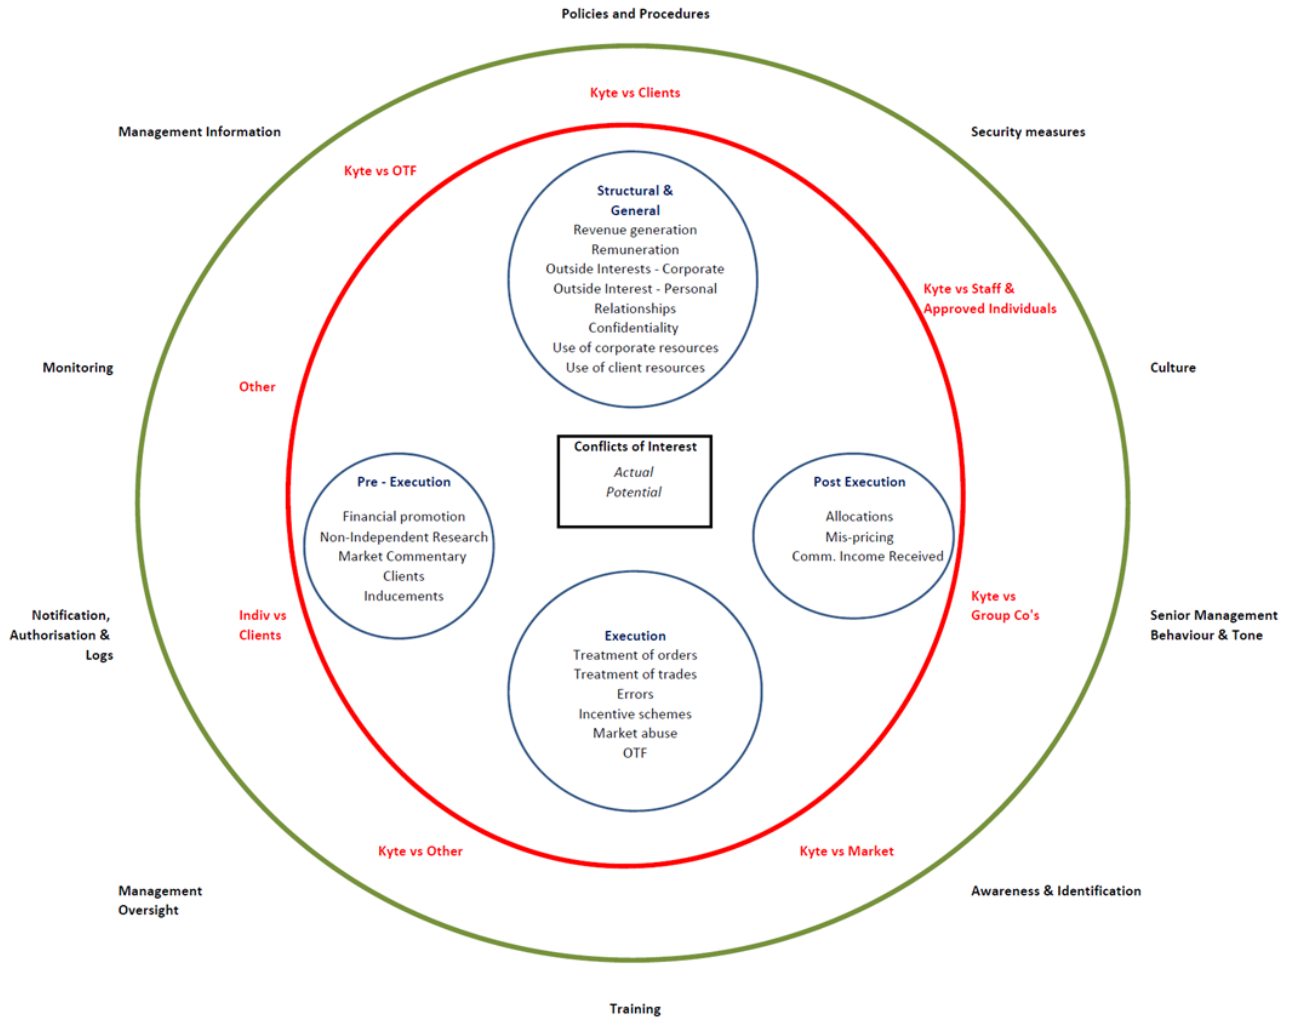 Policies and Procedures
Kyte vs Clients
Management Information
Security measures
Kyte vs OTF
Structural &
General
Revenue generation
Remuneration
Outside Interests - Corporate
Outside Interest - Personal
Relationships
Confidentiality
Use of corporate resources
Use of client resources
Kyte vs Staff &
Approved Individuals
Monitoring
Other
Culture
Conflicts of Interest
Actual
Potential
Pre - Execution
Financial promotion
Non-Independent Research
Market Commentary
Clients
Inducements
Post Execution
Allocations
Mis-pricing
Comm. Income Received
Notification,
Authorisation &
Logs
Indiv vs
Clients
Kyte vs
Group Co's
Senior Management
Behaviour & Tone
Execution
Treatment of orders
Treatment of trades
Errors
Incentive schemes
Market abuse
OTF
Kyte vs Other
Kyte vs Market
Management
Oversight
Awareness & Identification
Training